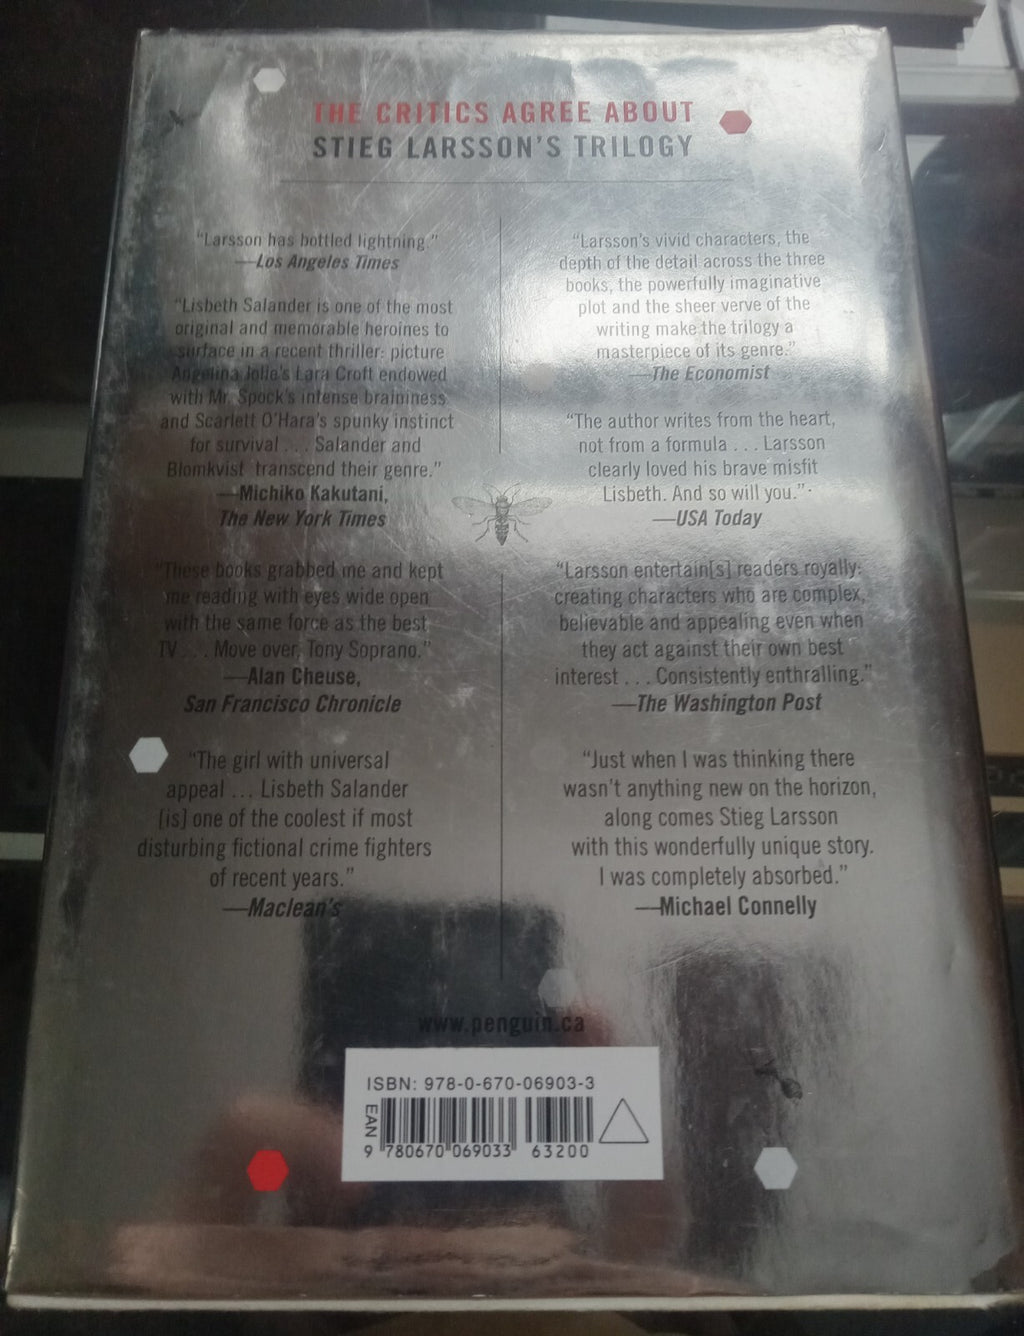 THE CRITICS AGREE ABOUT
STIEG LARSSON'S TRILOGY
"Larsson has bottled lightning."
—Los Angeles Times
"Lisbeth Salander is one of the most
original and memorable heroines to
surface in a recent thriller: picture
Angelina Jolie's Lara Croft endowed
with Mr. Spock's intense braininess
and Scarlett O'Hara's spunky instinct
for survival . . . Salander and
Blomkvist transcend their genre."
—Michiko Kakutani,
The New York Times
"These books grabbed me and kept
me reading with eyes wide open
with the same force as the best
TV . . . Move over, Tony Soprano."
—Alan Cheuse,
San Francisco Chronicle
"The girl with universal
appeal . . . Lisbeth Salander
[is] one of the coolest if most
disturbing fictional crime fighters
of recent years."
—Maclean's
"Larsson's vivid characters, the
depth of the detail across the three
books, the powerfully imaginative
plot and the sheer verve of the
writing make the trilogy a
masterpiece of its genre."
—The Economist
"The author writes from the heart,
not from a formula . . . Larsson
clearly loved his brave misfit
Lisbeth. And so will you."
—USA Today
"Larsson entertain[s] readers royally:
creating characters who are complex,
believable and appealing even when
they act against their own best
interest . . . Consistently enthralling."
—The Washington Post
"Just when I was thinking there
wasn't anything new on the horizon,
along comes Stieg Larsson
with this wonderfully unique story.
I was completely absorbed."
—Michael Connelly
www.penguin.ca
ISBN: 978-0-670-06903-3
EAN
9 780670 069033 63200